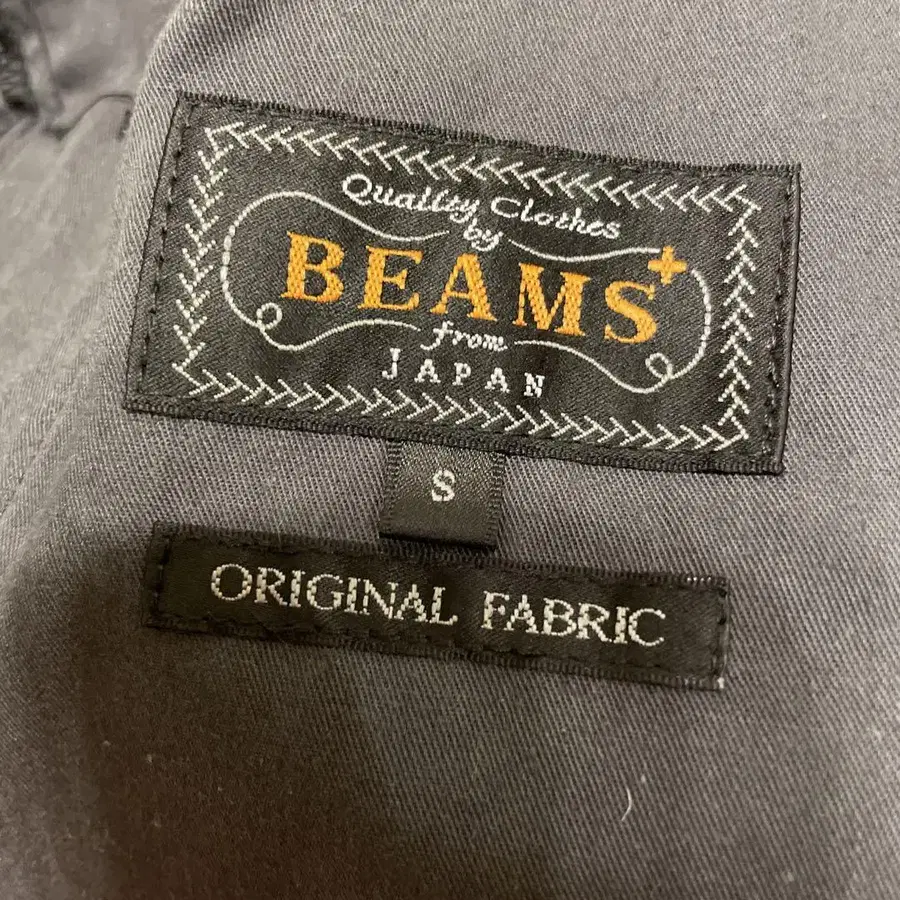 Quality Clothes
by
BEAMS+
from
JAPAN
S
ORIGINAL FABRIC